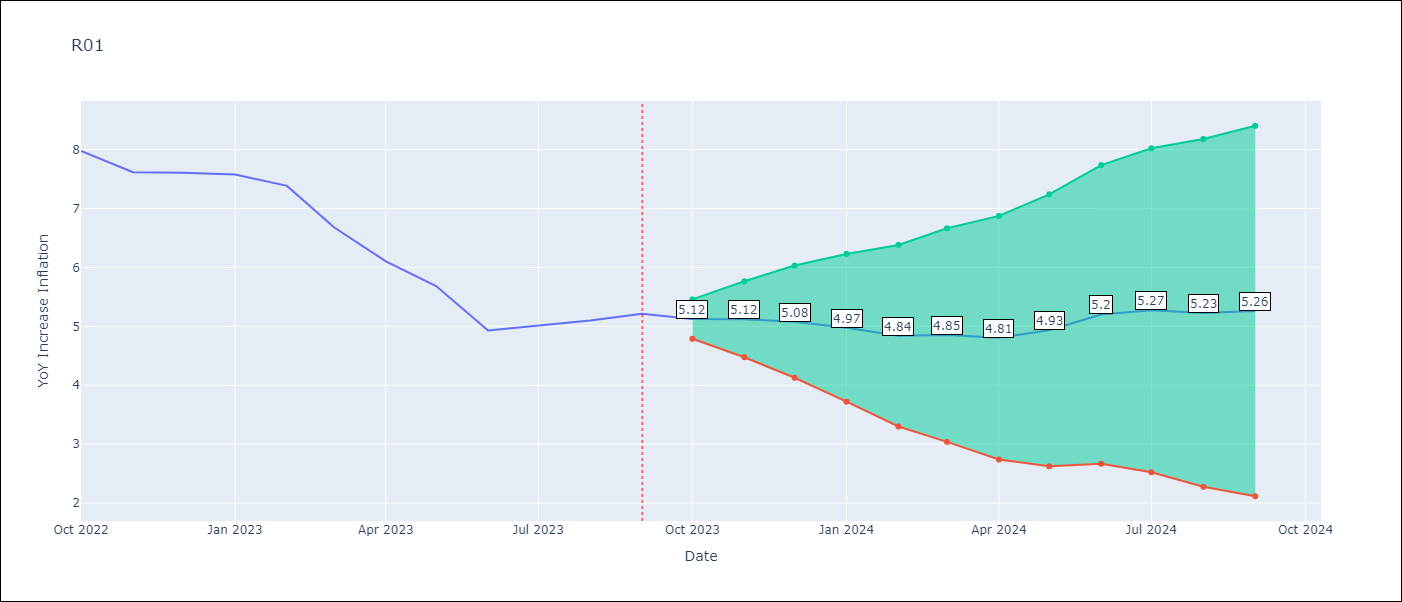 R01
YoY Increase Inflation
8
7
6
5
4
3
2
5.12
5.12
5.08
4.97
4.84
4.85
4.81
4.93
5.2
5.27
5.23
5.26
Oct 2022
Jan 2023
Apr 2023
Jul 2023
Oct 2023
Jan 2024
Apr 2024
Jul 2024
Oct 2024
Date